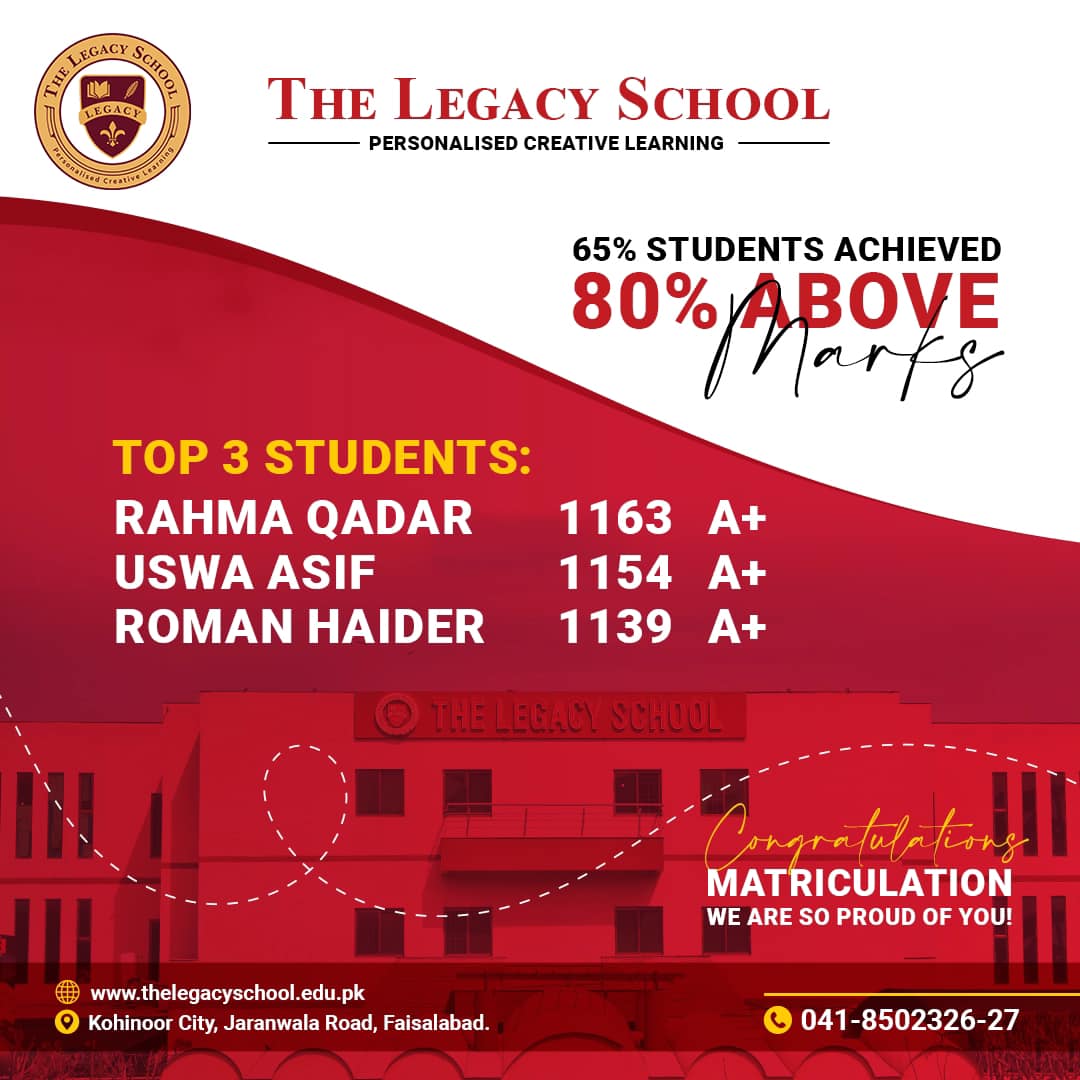 THE LEGACY SCHOOL
LEGACY
Personalised Creative Learning
THE LEGACY SCHOOL
PERSONALISED CREATIVE LEARNING
65% STUDENTS ACHIEVED
80% ABOVE
Marks
TOP 3 STUDENTS:
RAHMA QADAR 1163 A+
USWA ASIF 1154 A+
ROMAN HAIDER 1139 A+
THE LEGACY SCHOOL
Congratulations
MATRICULATION
WE ARE SO PROUD OF YOU!
www.thelegacyschool.edu.pk
Kohinoor City, Jaranwala Road, Faisalabad.
041-8502326-27